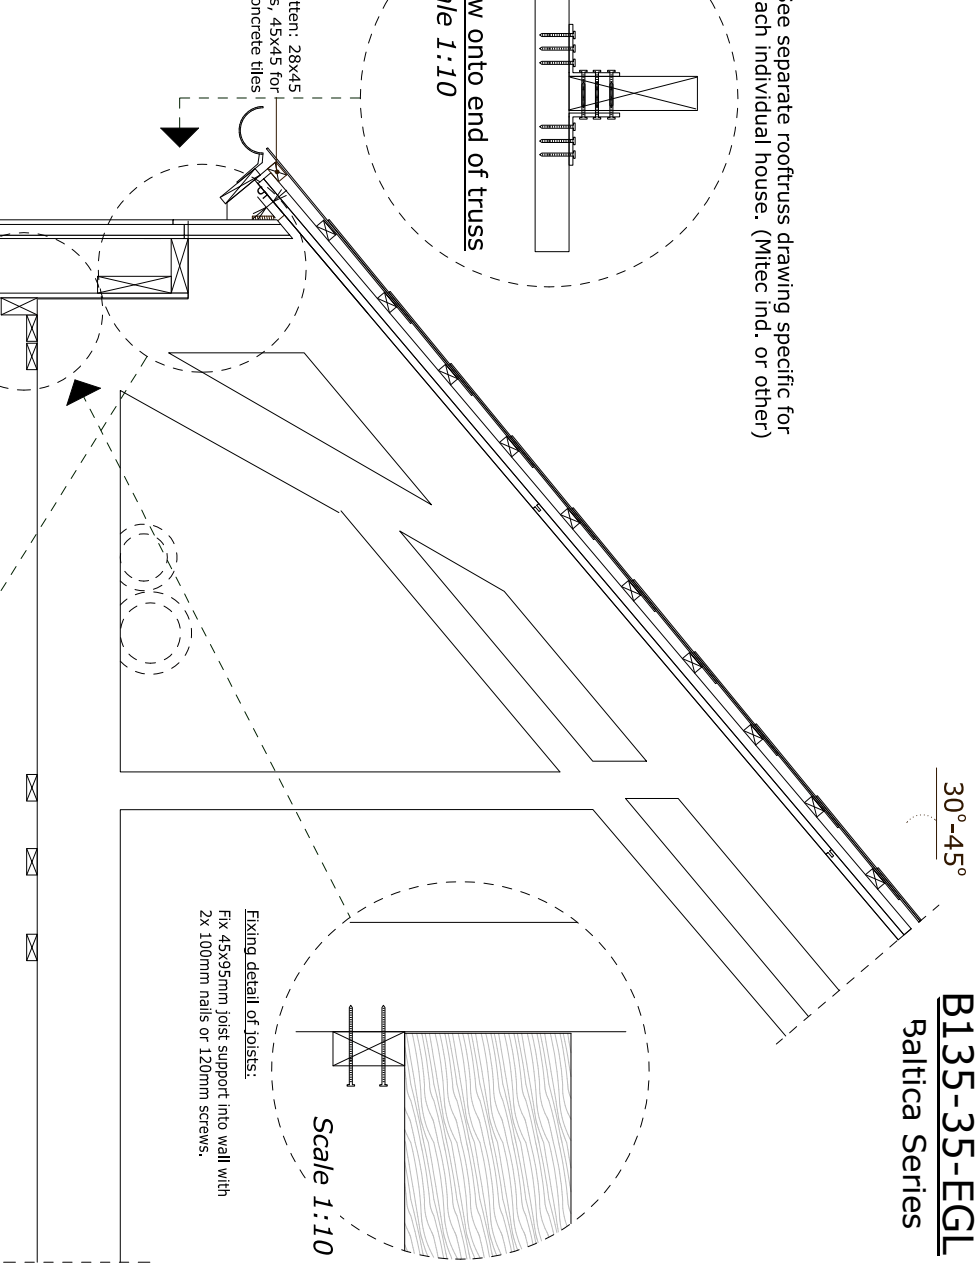 B135-35-EGL
Baltica Series
30°-45°
See separate rooftruss drawing specific for
each individual house. (Mitec ind. or other)
w onto end of truss
ale 1:10
tten: 28x45
s, 45x45 for
oncrete tiles
Fixing detail of joists:
Fix 45x95mm joist support into wall with
2x 100mm nails or 120mm screws.
Scale 1:10